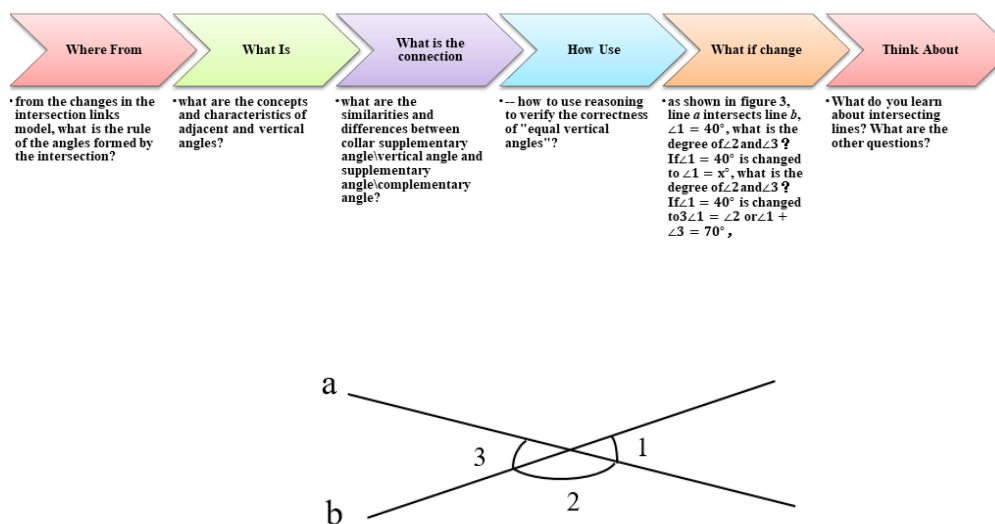 Where From
What Is
What is the
connection
How Use
What if change
Think About
•from the changes in the
intersection links
model, what is the rule
of the angles formed by
the intersection?
•what are the concepts
and characteristics of
adjacent and vertical
angles?
•what are the
similarities and
differences between
collar supplementary
angle\vertical angle and
supplementary
angle\complementary
angle?
•-- how to use reasoning
to verify the correctness
of "equal vertical
angles"?
•as shown in figure 3,
line a intersects line b,
∠1 = 40°, what is the
degree of∠2and∠3？
If∠1 = 40° is changed
to ∠1 = x°, what is the
degree of∠2and∠3？
If∠1 = 40° is changed
to3∠1 = ∠2 or∠1 +
∠3 = 70°，
•What do you learn
about intersecting
lines? What are the
other questions?
a
3
1
2
b